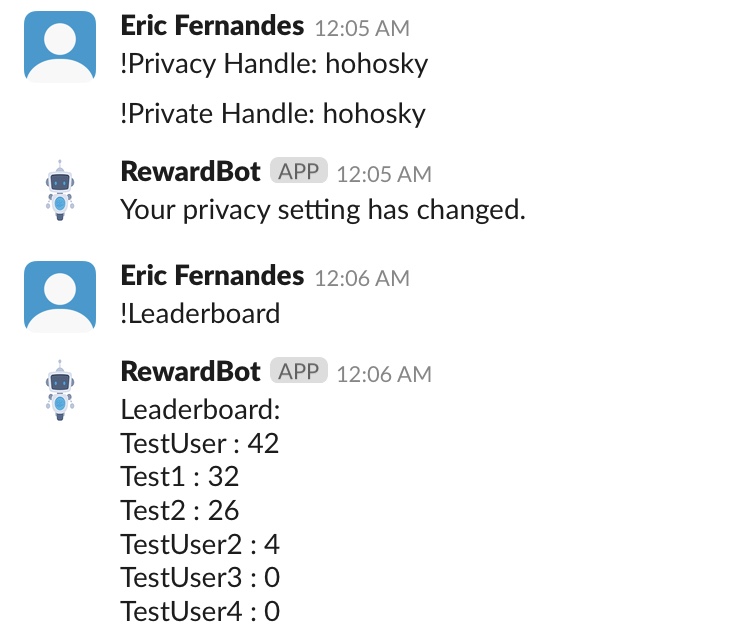 Eric Fernandes 12:05 AM
!Privacy Handle: hohosky
!Private Handle: hohosky
RewardBot APP 12:05 AM
Your privacy setting has changed.
Eric Fernandes 12:06 AM
!Leaderboard
RewardBot APP 12:06 AM
Leaderboard:
TestUser : 42
Test1 : 32
Test2 : 26
TestUser2 : 4
TestUser3 : 0
TestUser4 : 0